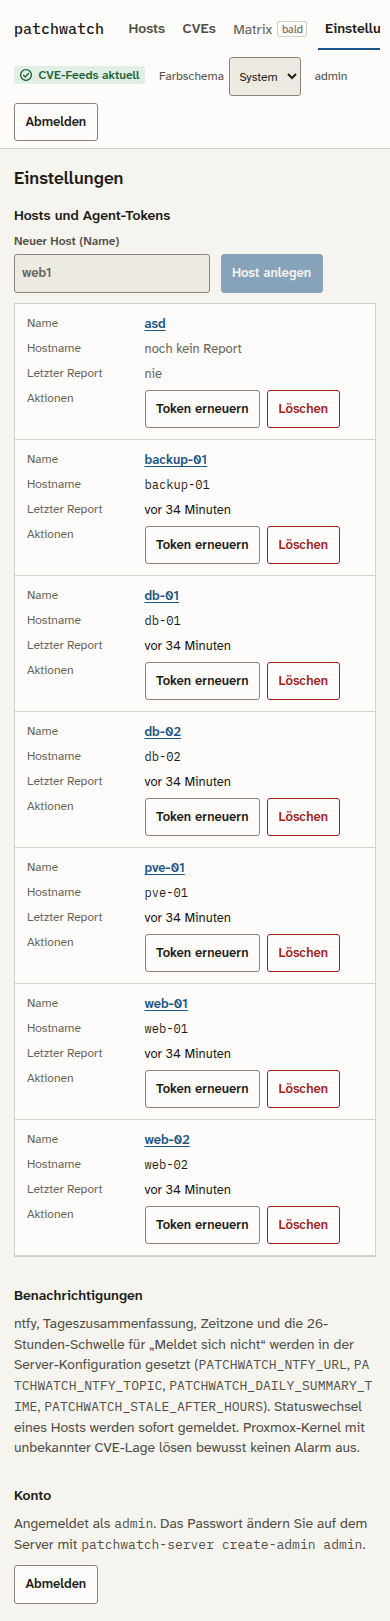 patchwatch Hosts CVEs Matrix bald Einstellu
CVE-Feeds aktuell Farbschema System admin
Abmelden
Einstellungen
Hosts und Agent-Tokens
Neuer Host (Name)
web1 Host anlegen
Name asd
Hostname noch kein Report
Letzter Report nie
Aktionen Token erneuern Löschen
Name backup-01
Hostname backup-01
Letzter Report vor 34 Minuten
Aktionen Token erneuern Löschen
Name db-01
Hostname db-01
Letzter Report vor 34 Minuten
Aktionen Token erneuern Löschen
Name db-02
Hostname db-02
Letzter Report vor 34 Minuten
Aktionen Token erneuern Löschen
Name pve-01
Hostname pve-01
Letzter Report vor 34 Minuten
Aktionen Token erneuern Löschen
Name web-01
Hostname web-01
Letzter Report vor 34 Minuten
Aktionen Token erneuern Löschen
Name web-02
Hostname web-02
Letzter Report vor 34 Minuten
Aktionen Token erneuern Löschen
Benachrichtigungen
ntfy, Tageszusammenfassung, Zeitzone und die 26-
Stunden-Schwelle für „Meldet sich nicht“ werden in der
Server-Konfiguration gesetzt (PATCHWATCH_NTFY_URL, PA
TCHWATCH_NTFY_TOPIC, PATCHWATCH_DAILY_SUMMARY_T
IME, PATCHWATCH_STALE_AFTER_HOURS). Statuswechsel
eines Hosts werden sofort gemeldet. Proxmox-Kernel mit
unbekannter CVE-Lage lösen bewusst keinen Alarm aus.
Konto
Angemeldet als admin. Das Passwort ändern Sie auf dem
Server mit patchwatch-server create-admin admin.
Abmelden